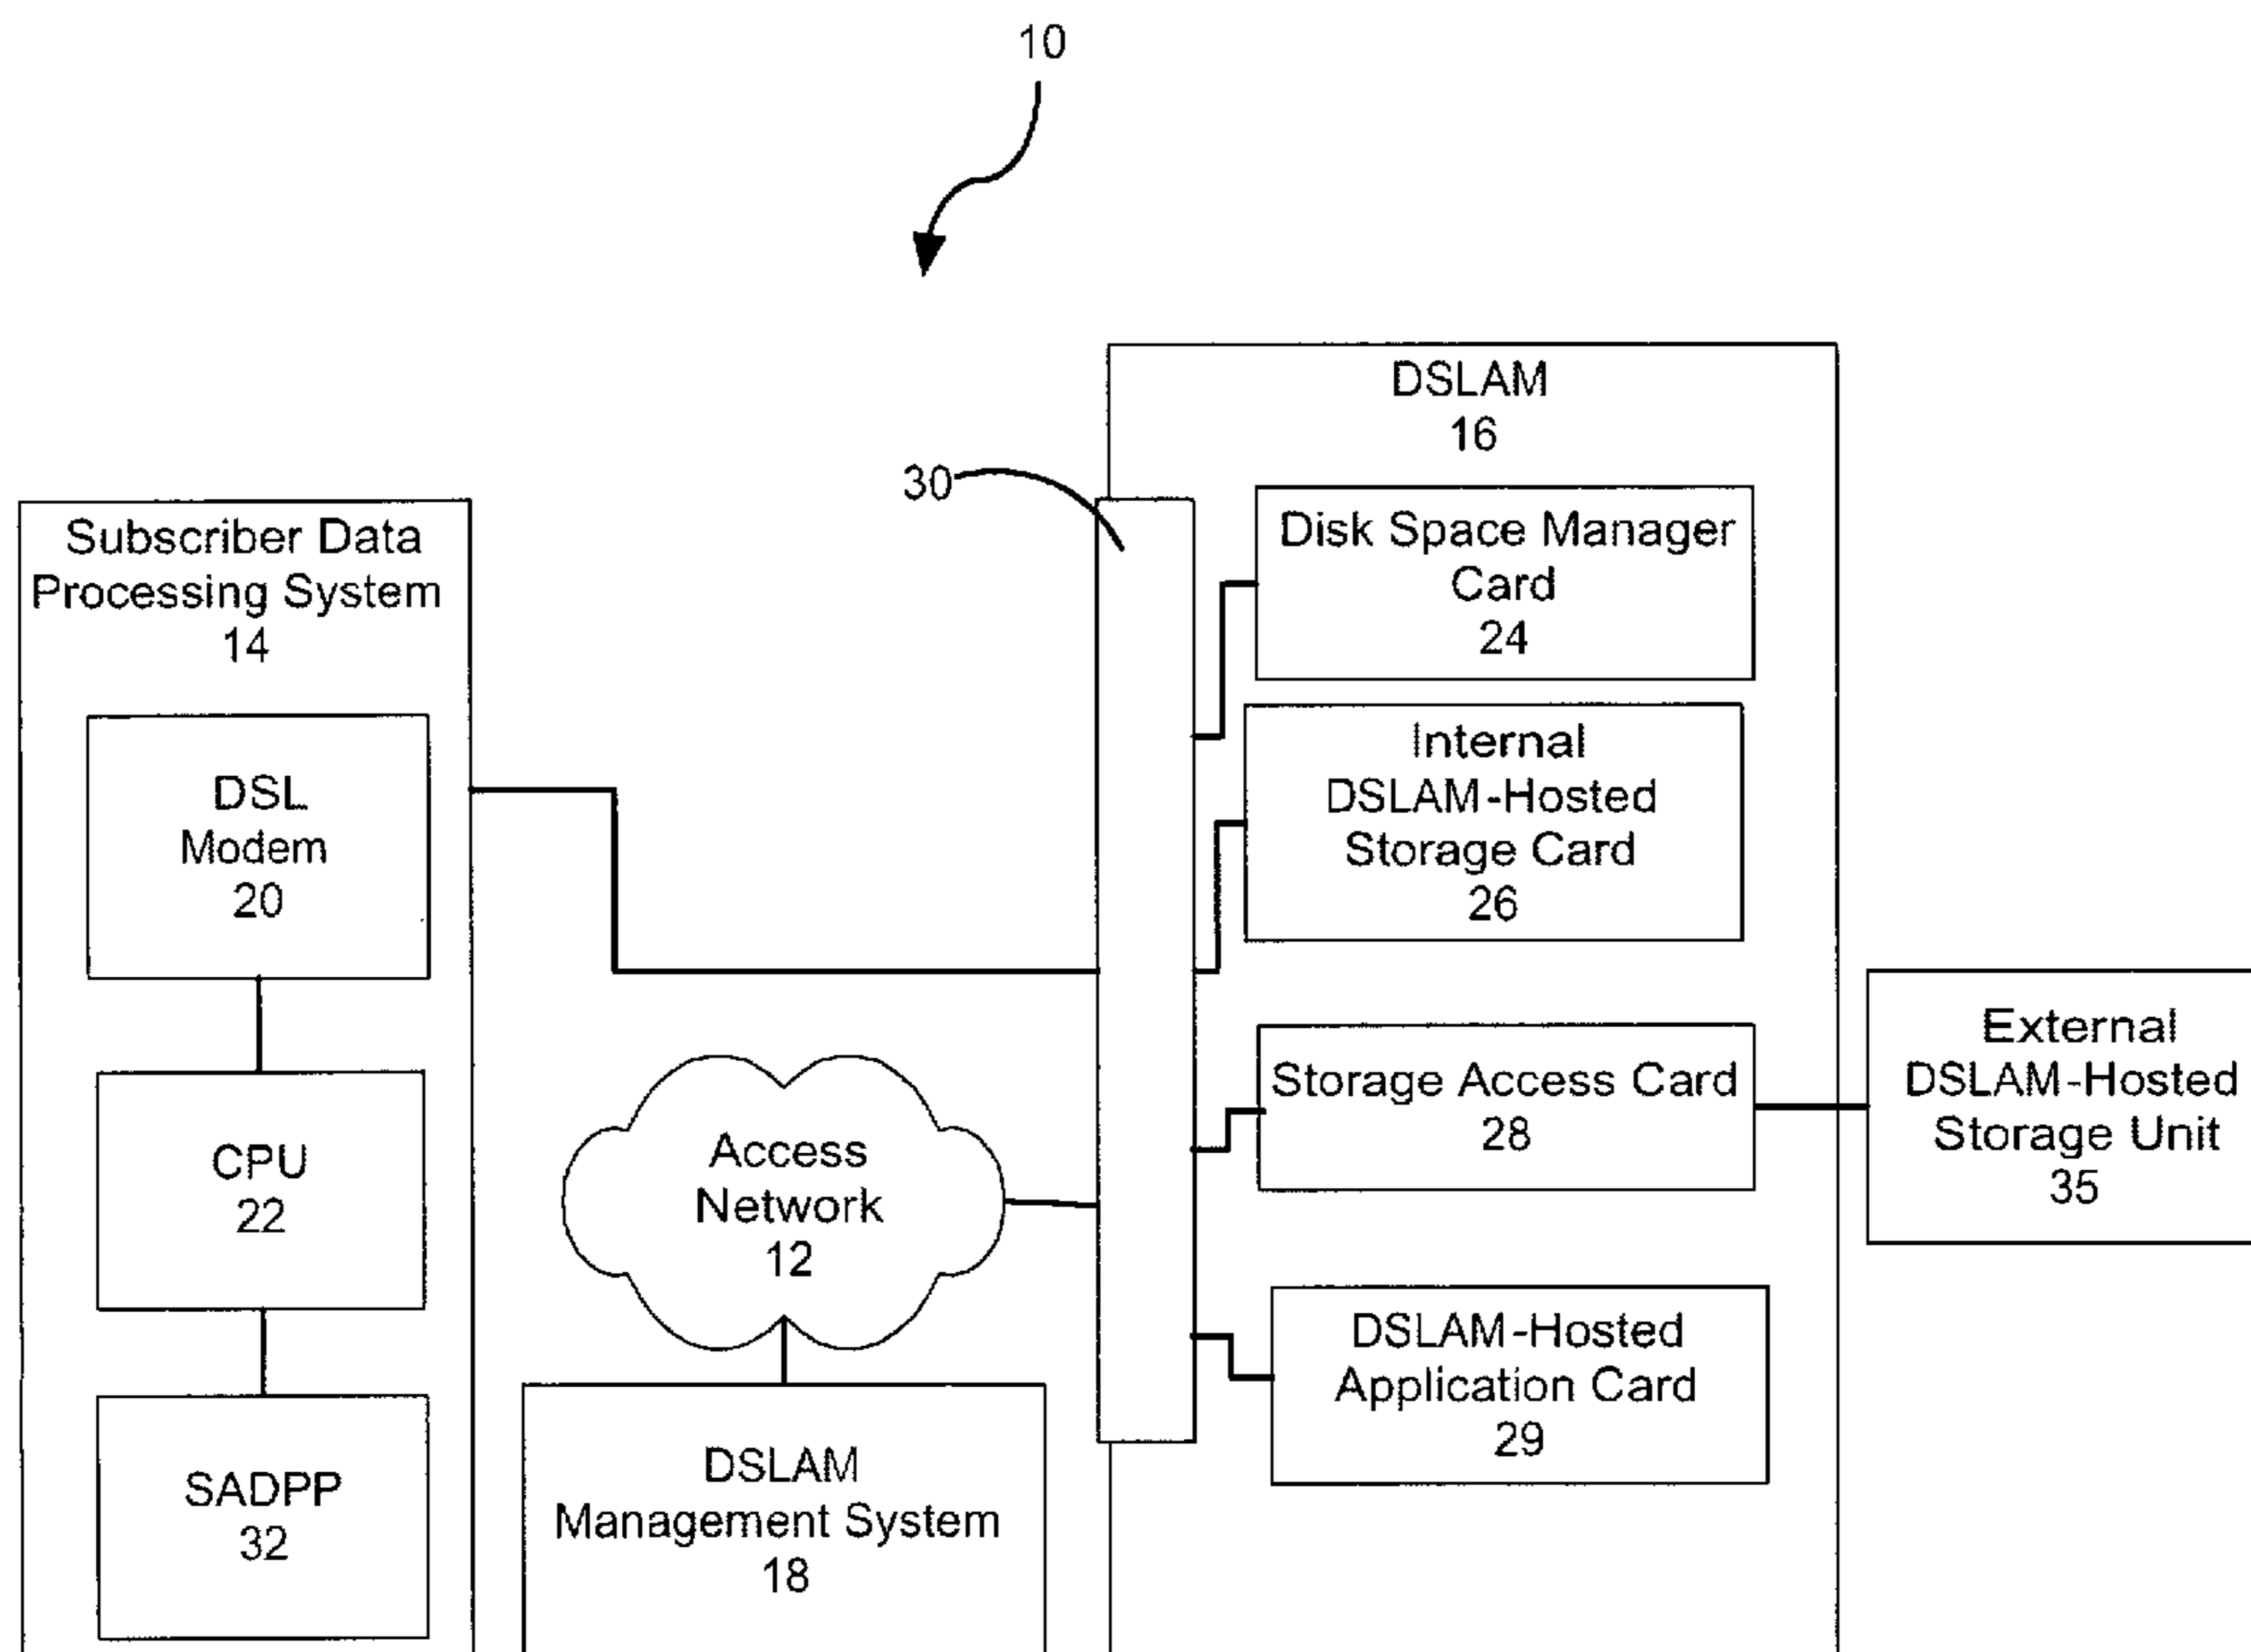 10
DSLAM
16
30
Disk Space Manager
Card
24
Subscriber Data
Processing System
14
Internal
DSLAM-Hosted
Storage Card
26
DSL
Modem
20
External
DSLAM-Hosted
Storage Unit
35
Storage Access Card
28
CPU
22
Access
Network
12
DSLAM-Hosted
Application Card
29
SADPP
32
DSLAM
Management System
18